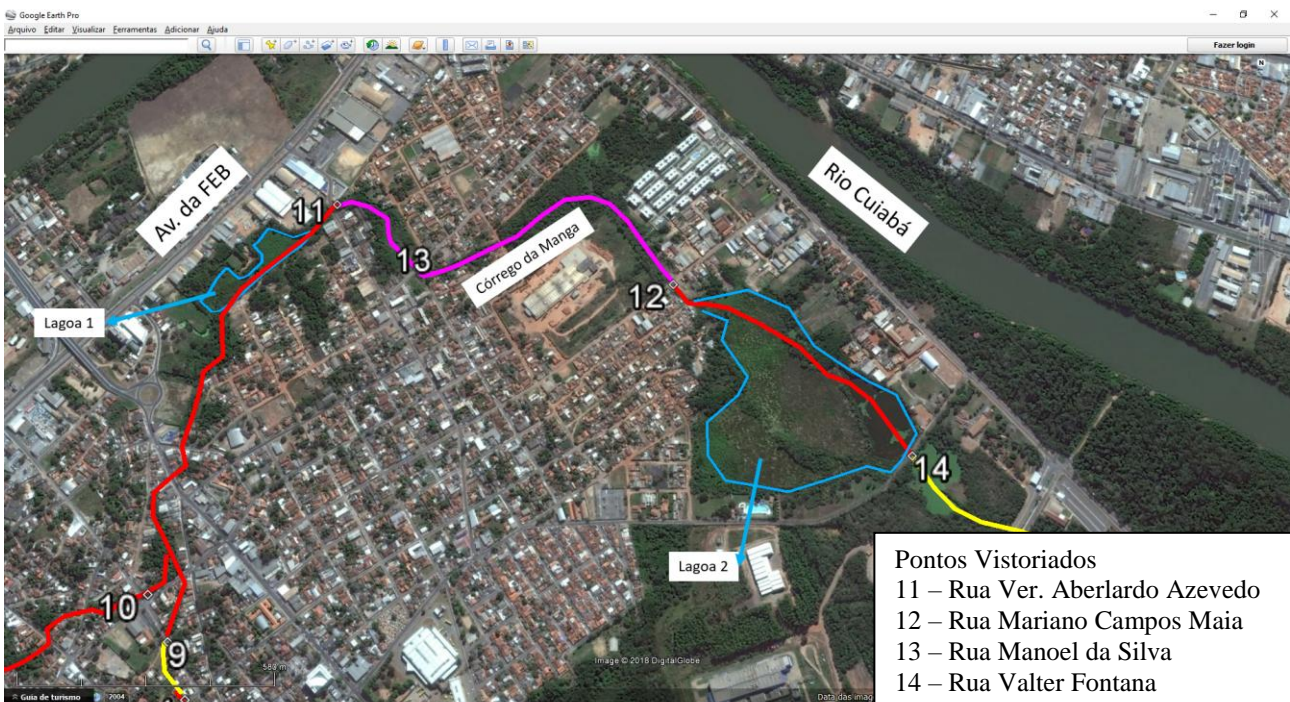 Google Earth Pro
Arquivo Editar Visualizar Ferramentas Adicionar Ajuda
Fazer login
N
Av. da FEB
Rio Cuiabá
11
13
Córrego da Manga
12
Lagoa 1
14
Lagoa 2
10
9
Pontos Vistoriados
11 – Rua Ver. Aberlardo Azevedo
12 – Rua Mariano Campos Maia
13 – Rua Manoel da Silva
14 – Rua Valter Fontana
Image © 2018 DigitalGlobe
Guia de turismo
2004
Data das imag